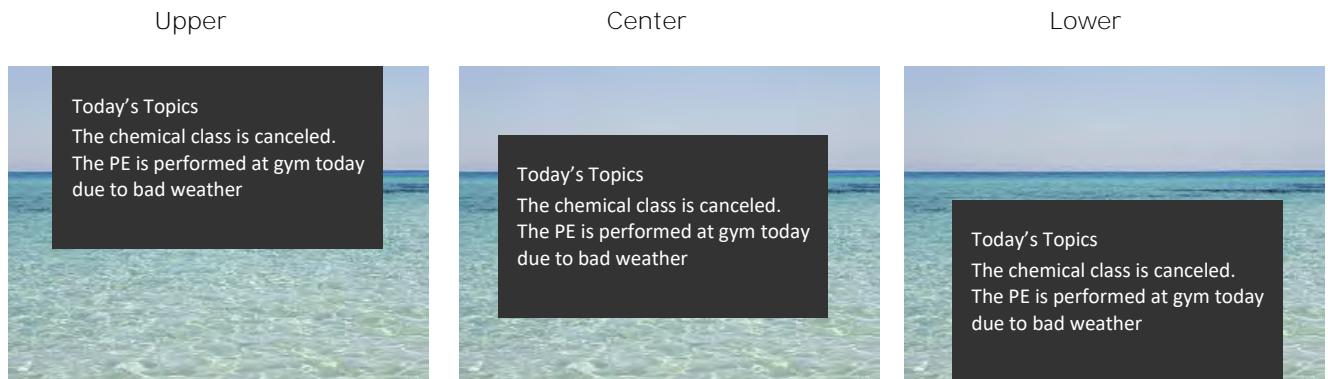 Upper
Today’s Topics
The chemical class is canceled.
The PE is performed at gym today
due to bad weather
Center
Today’s Topics
The chemical class is canceled.
The PE is performed at gym today
due to bad weather
Lower
Today’s Topics
The chemical class is canceled.
The PE is performed at gym today
due to bad weather